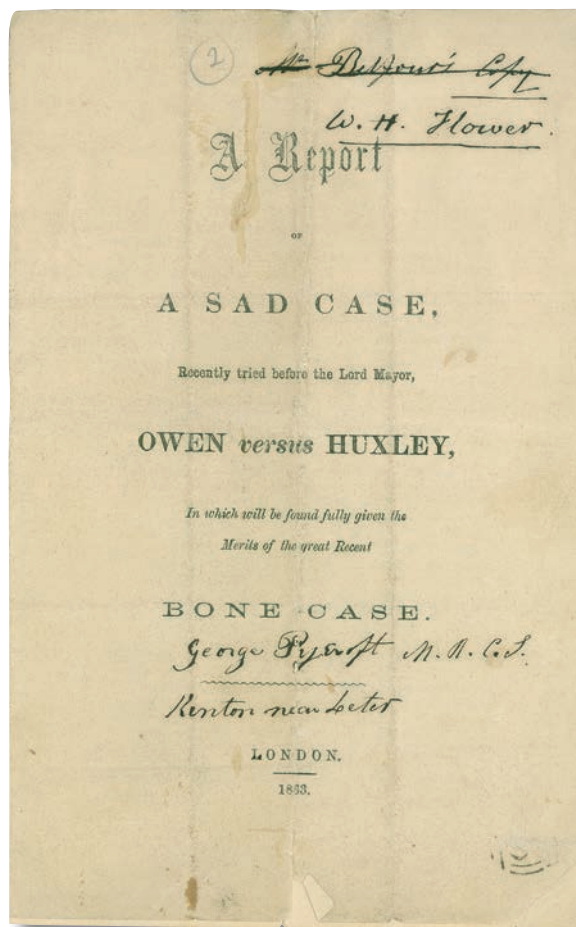 2
Mr Belfour's Copy
W. H. Flower.
A Report
OF
A SAD CASE,
Recently tried before the Lord Mayor,
OWEN versus HUXLEY,
In which will be found fully given the
Merits of the great Recent
BONE CASE.
George Pycroft M.R.C.S.
Kenton near Exeter
LONDON.
1863.